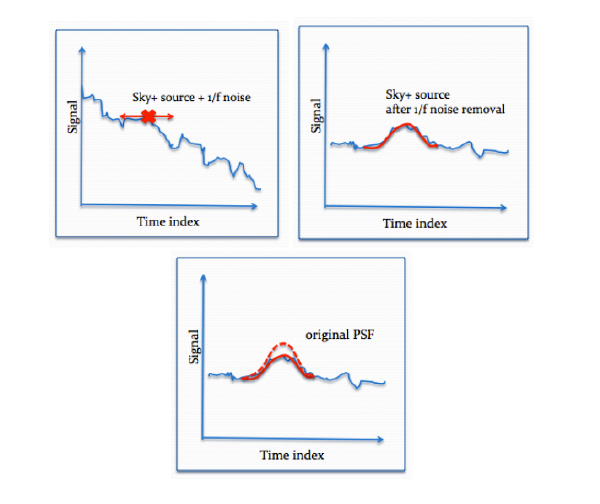 Sky+ source + 1/f noise
Signal
Time index
Sky+ source
after 1/f noise removal
Signal
Time index
original PSF
Signal
Time index